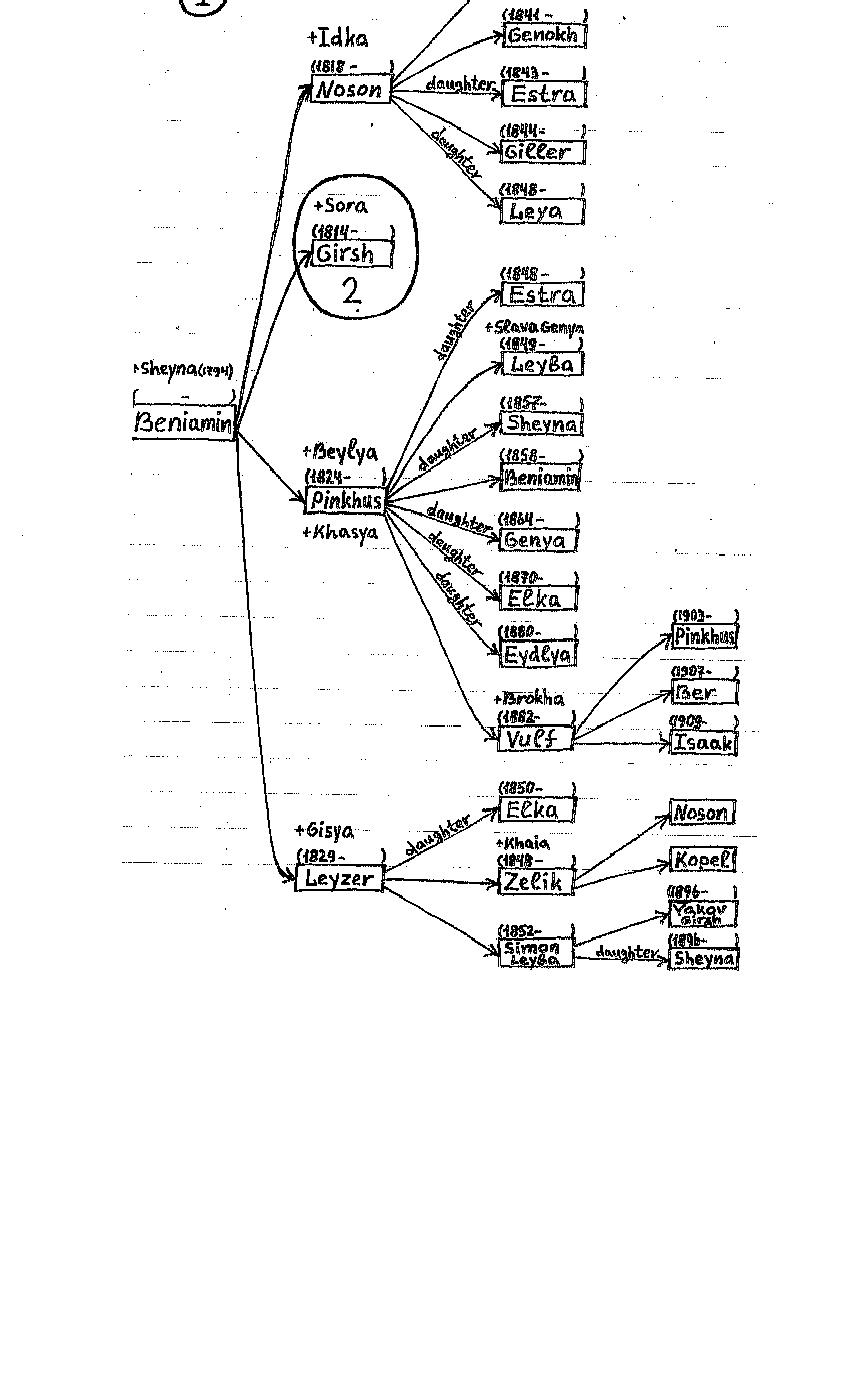 1
+Idka
(1818- )
Noson
(1841- )
Genokh
daughter
(1843- )
Estra
(1844- )
Giller
daughter
(1848- )
Leya
+Sora
(1814- )
Girsh
2
+Sheyna(1794)
( - )
Beniamin
+Beylya
(1824- )
Pinkhus
+Khasya
daughter
(1848- )
Estra
+Slava Genya
(1849- )
Leyba
daughter
(1857- )
Sheyna
(1858- )
Beniamin
daughter
(1864- )
Genya
daughter
(1870- )
Elka
daughter
(1880- )
Eydlya
+Brokha
(1882- )
Vulf
(1903- )
Pinkhus
(1907- )
Ber
(1909- )
Isaak
+Gisya
(1829- )
Leyzer
daughter
(1850- )
Elka
+Khaia
(1848- )
Zelik
Noson
Kopel
(1852- )
Simon
Leyba
(1896- )
Yakov
Girsh
daughter
(1896- )
Sheyna